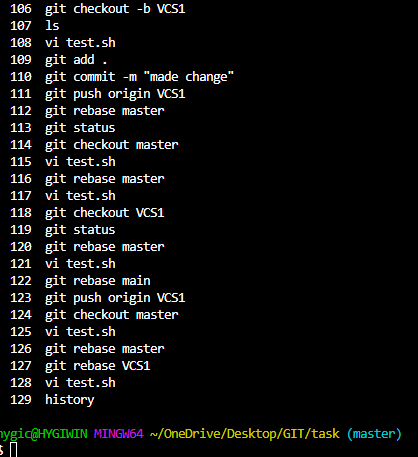 106 git checkout -b VCS1
107 ls
108 vi test.sh
109 git add .
110 git commit -m "made change"
111 git push origin VCS1
112 git rebase master
113 git status
114 git checkout master
115 vi test.sh
116 git rebase master
117 vi test.sh
118 git checkout VCS1
119 git status
120 git rebase master
121 vi test.sh
122 git rebase main
123 git push origin VCS1
124 git checkout master
125 vi test.sh
126 git rebase master
127 git rebase VCS1
128 vi test.sh
129 history
hygic@HYGIWIN MINGW64 ~/OneDrive/Desktop/GIT/task (master)
$